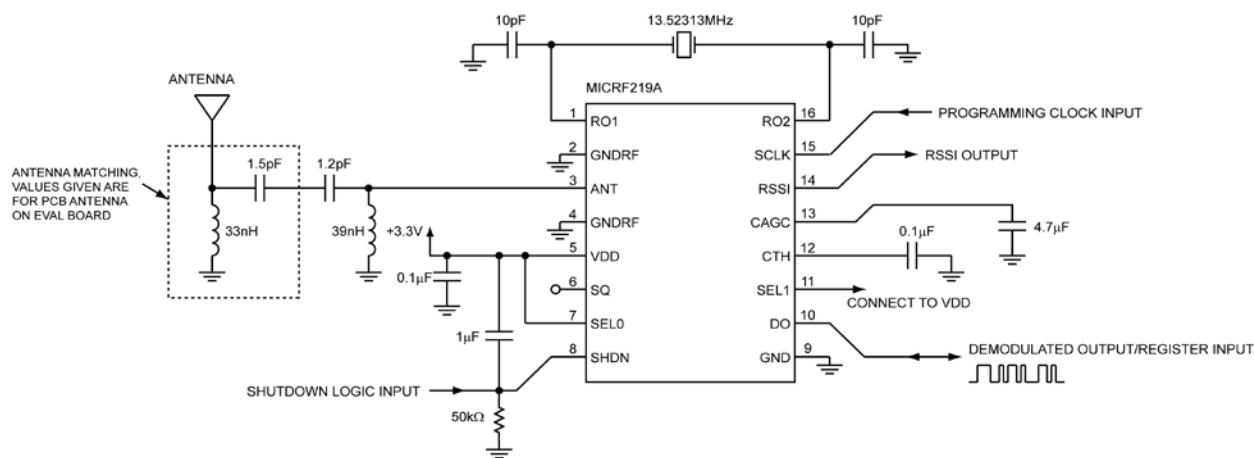 10pF
13.52313MHz
10pF
ANTENNA
MICRF219A
1
RO1
RO2
16
PROGRAMMING CLOCK INPUT
2
GNDRF
SCLK
15
RSSI OUTPUT
ANTENNA MATCHING,
VALUES GIVEN ARE
FOR PCB ANTENNA
ON EVAL BOARD
1.5pF
1.2pF
3
ANT
RSSI
14
33nH
39nH
+3.3V
4
GNDRF
CAGC
13
4.7μF
5
VDD
CTH
12
0.1μF
0.1μF
6
SQ
SEL1
11
CONNECT TO VDD
7
SEL0
DO
10
1μF
8
SHDN
GND
9
DEMODULATED OUTPUT/REGISTER INPUT
SHUTDOWN LOGIC INPUT
50kΩ